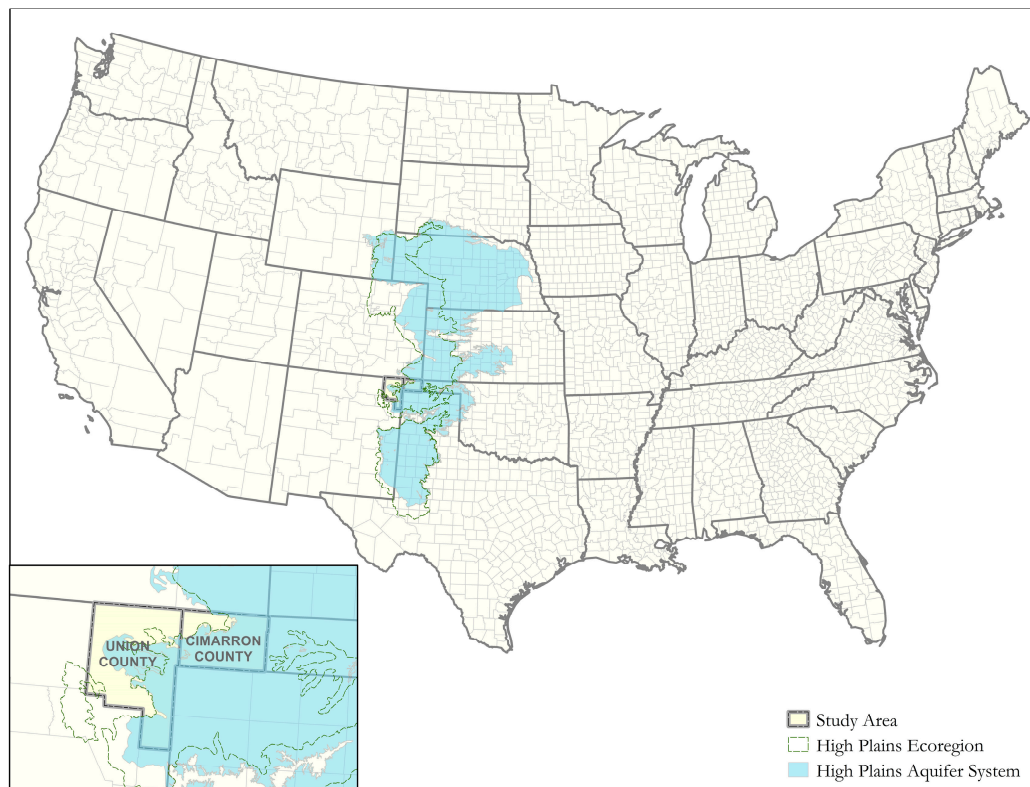 UNION
COUNTY
CIMARRON
COUNTY
Study Area
High Plains Ecoregion
High Plains Aquifer System